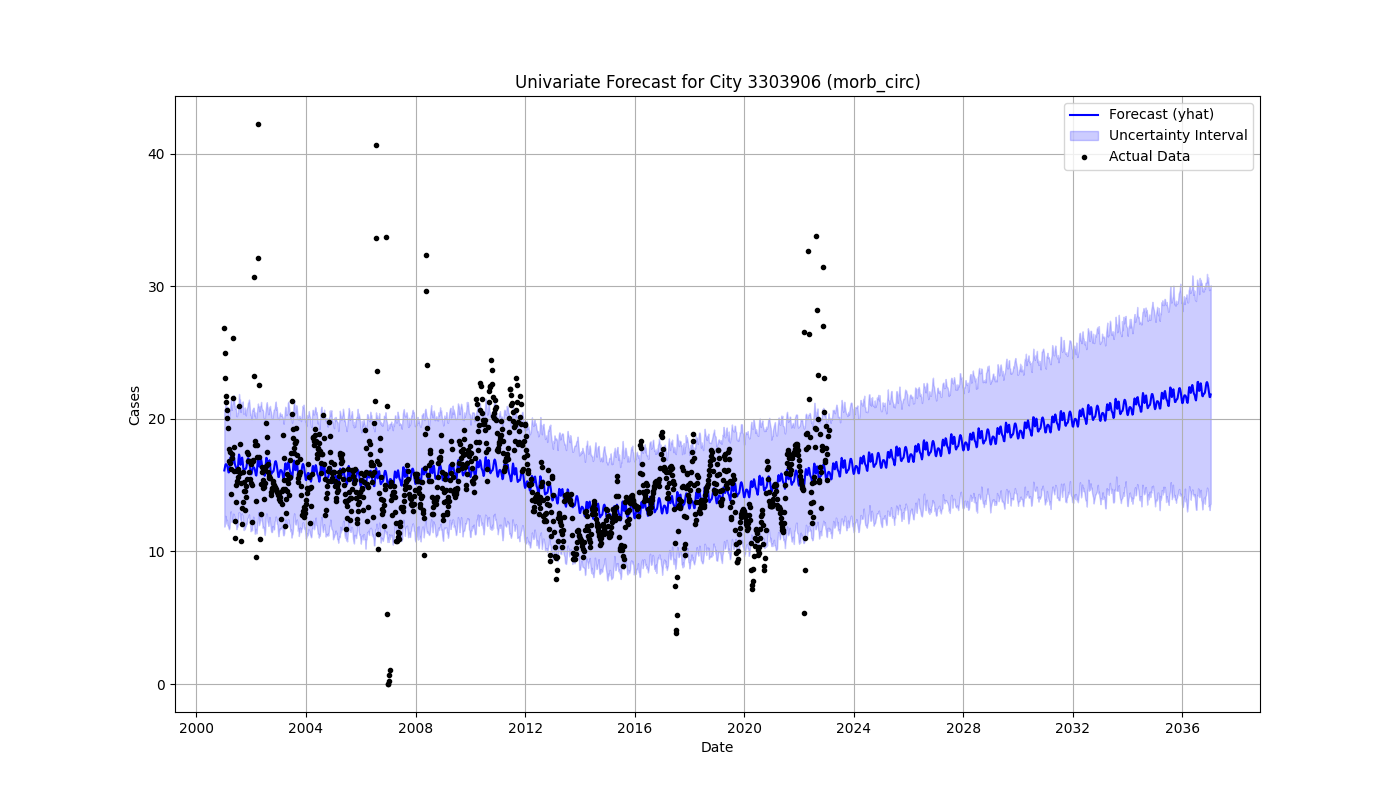 Univariate Forecast for City 3303906 (morb_circ)
Forecast (yhat)
Uncertainty Interval
Actual Data
Cases
40
30
20
10
0
2000 2004 2008 2012 2016 2020 2024 2028 2032 2036
Date